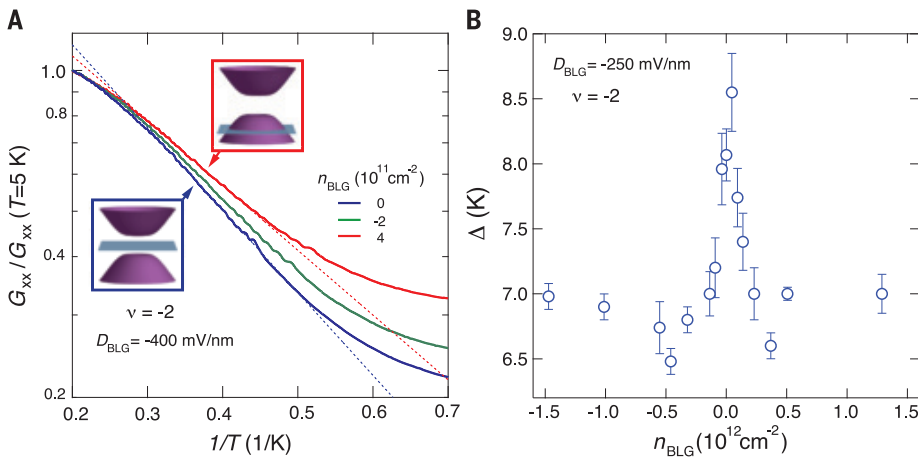 A
G_xx / G_xx (T=5 K)
1.0
0.8
0.4
0.2
n_BLG (10^11 cm^-2)
0
-2
4
ν = -2
D_BLG = -400 mV/nm
0.2 0.3 0.4 0.5 0.6 0.7
1/T (1/K)
B
Δ (K)
9.0
8.5
8.0
7.5
7.0
6.5
D_BLG = -250 mV/nm
ν = -2
-1.5 -1.0 -0.5 0.0 0.5 1.0 1.5
n_BLG (10^12 cm^-2)